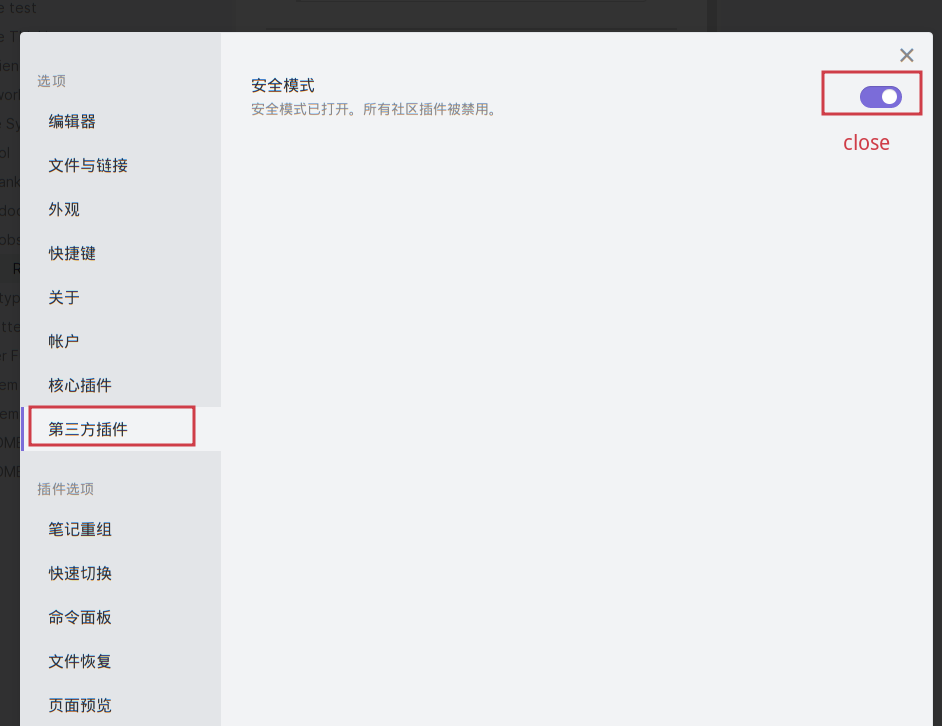 选项
编辑器
文件与链接
外观
快捷键
关于
帐户
核心插件
第三方插件
插件选项
笔记重组
快速切换
命令面板
文件恢复
页面预览
安全模式
安全模式已打开。所有社区插件被禁用。
close